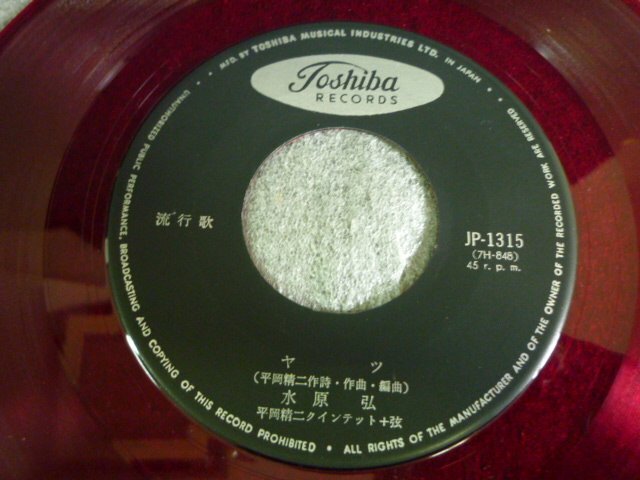 MFD. BY TOSHIBA MUSICAL INDUSTRIES LTD. IN JAPAN •
Toshiba
RECORDS
流行歌
JP-1315
(7H-848)
45 r. p. m.
ヤツ
(平岡精二作詩・作曲・編曲)
水原弘
平岡精二クインテット+弦
UNAUTHORIZED PUBLIC PERFORMANCE, BROADCASTING AND COPYING OF THIS RECORD PROHIBITED • ALL RIGHTS OF THE MANUFACTURER AND OF THE OWNER OF THE RECORDED WORK ARE RESERVED